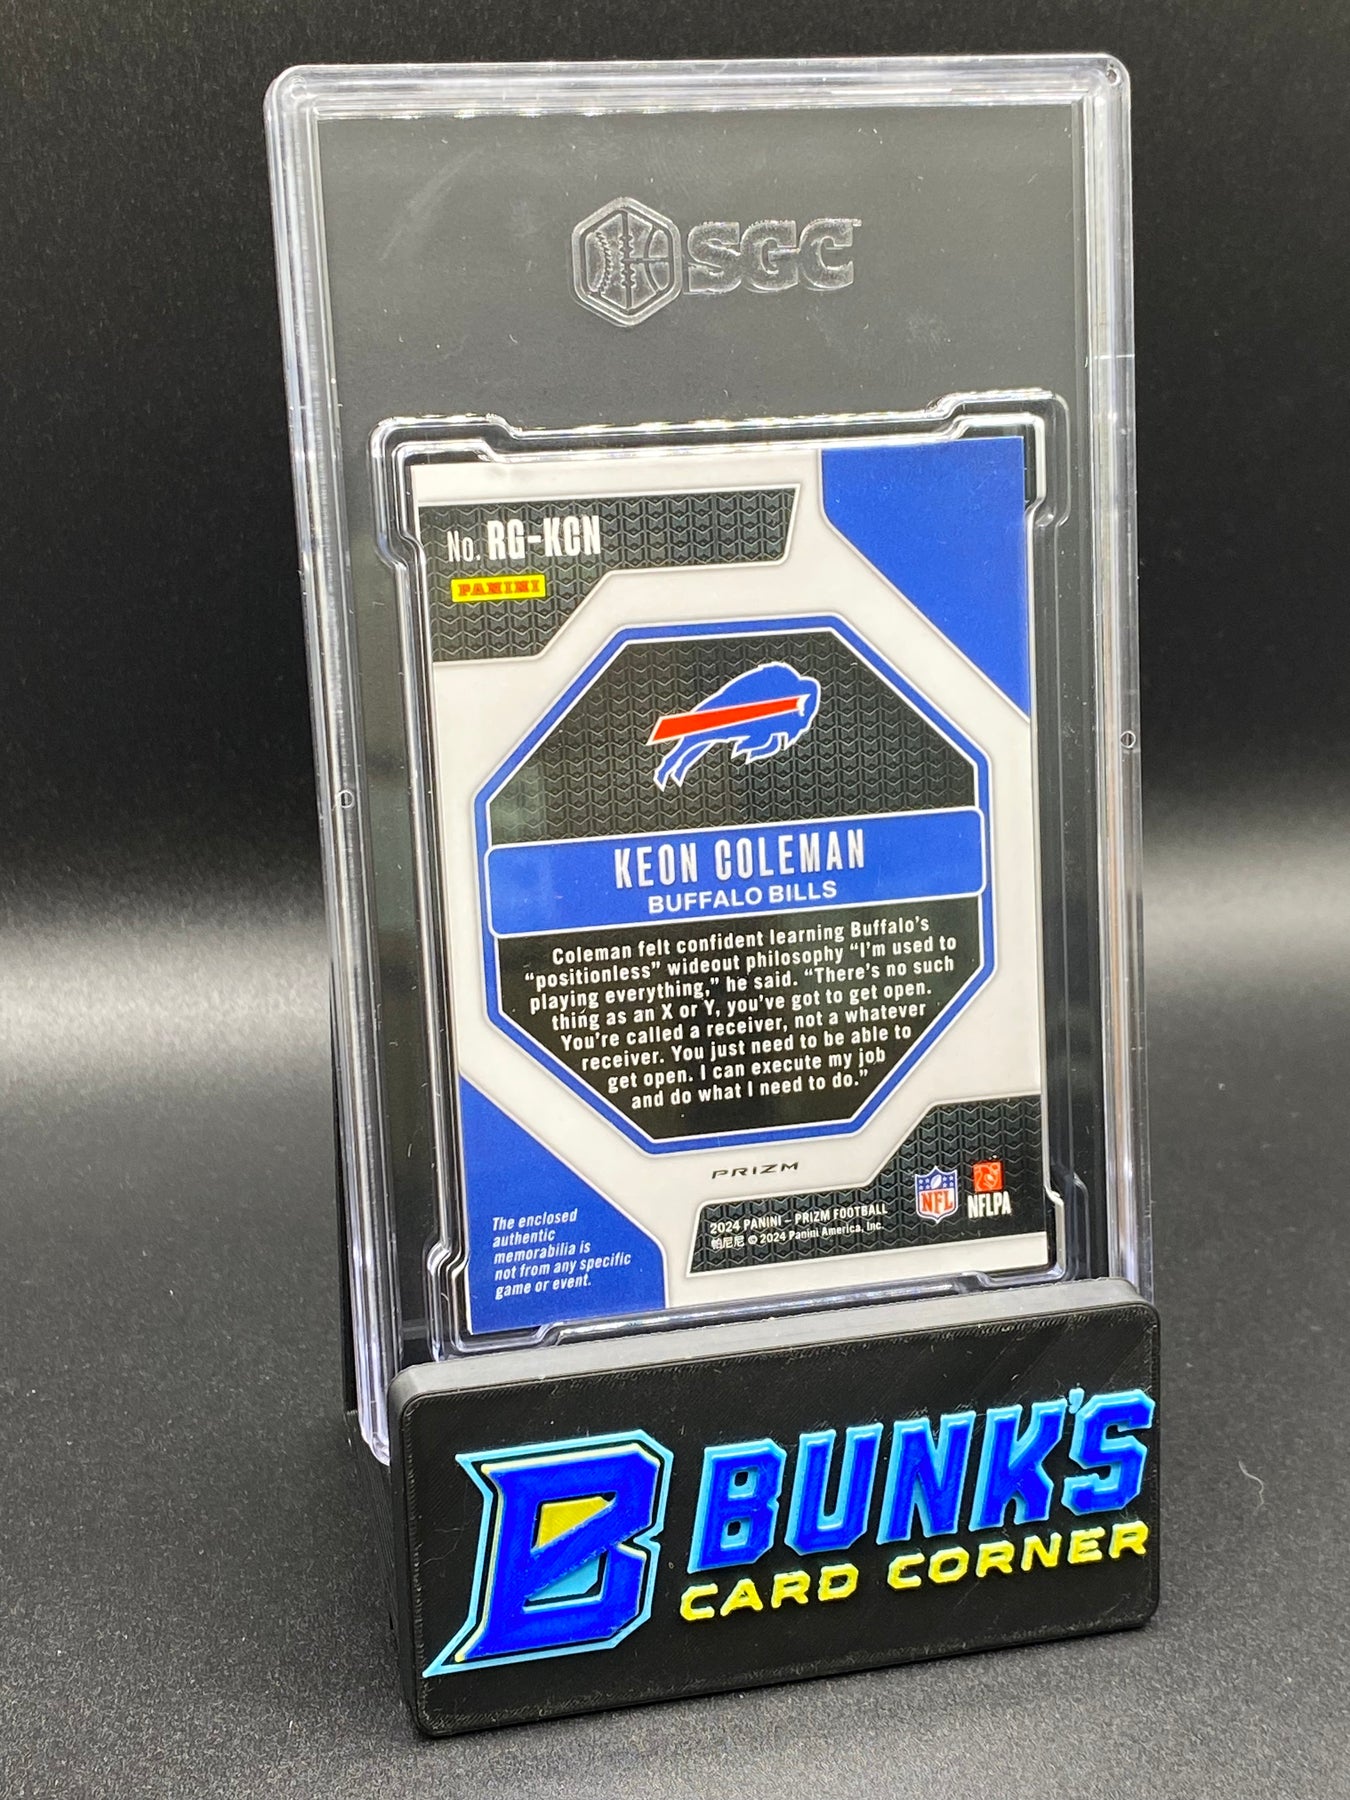 SGC
No. RG-KCN
PANINI
KEON COLEMAN
BUFFALO BILLS
Coleman felt confident learning Buffalo's
"positionless" wideout philosophy "I'm used to
playing everything," he said. "There's no such
thing as an X or Y, you've got to get open.
You're called a receiver, not a whatever
receiver. You just need to be able to
get open. I can execute my job
and do what I need to do."
PRIZM
The enclosed
authentic
memorabilia is
not from any specific
game or event.
2024 PANINI – PRIZM FOOTBALL
帕尼尼 © 2024 Panini America, Inc.
NFL
NFLPA
B
BUNK'S
CARD CORNER